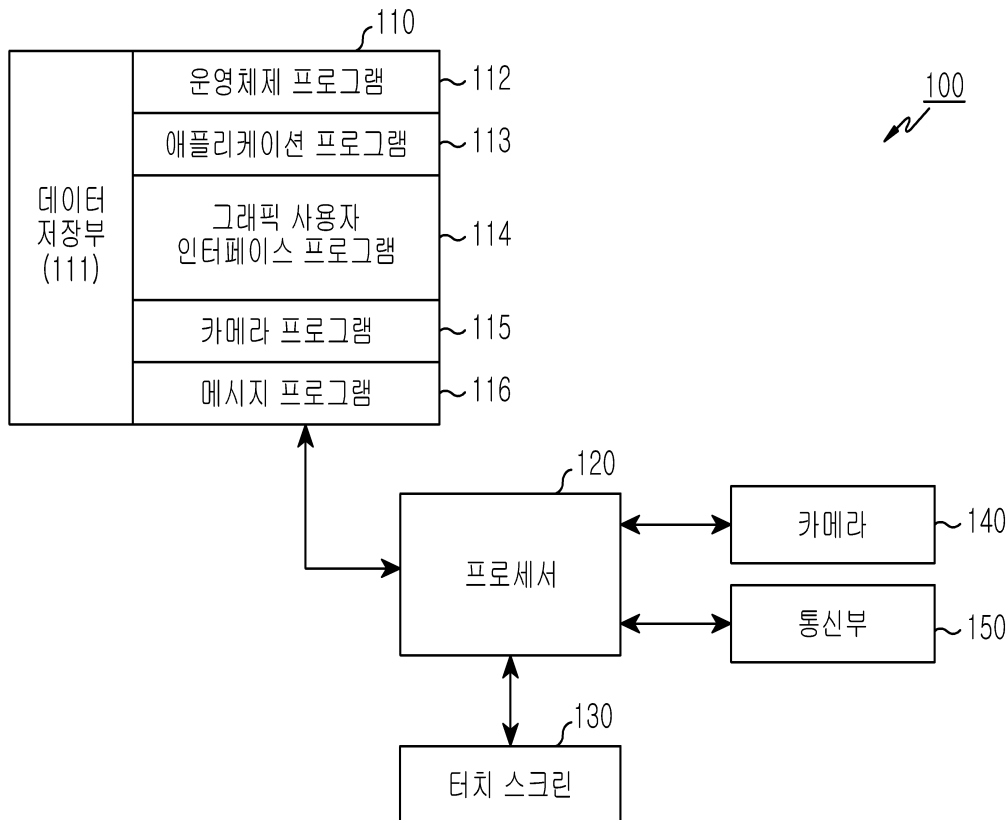 110
운영체제 프로그램
112
100
애플리케이션 프로그램
113
데이터
저장부
(111)
그래픽 사용자
인터페이스 프로그램
114
카메라 프로그램
115
메시지 프로그램
116
120
프로세서
카메라
140
통신부
150
130
터치 스크린